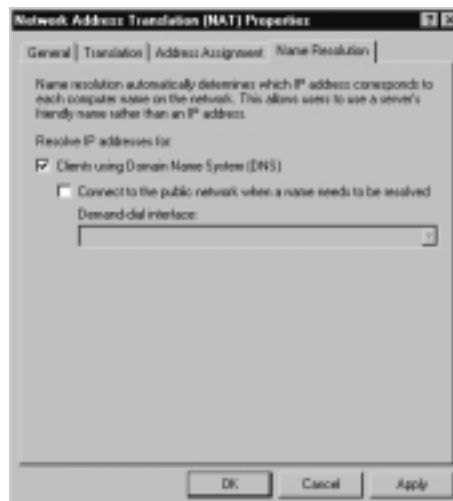 Network Address Translation (NAT) Properties
General Translation Address Assignment Name Resolution
Name resolution automatically determines which IP address corresponds to
each computer name on the network. This allows users to use a server's
friendly name rather than an IP address.
Resolve IP addresses for:
Clients using Domain Name System (DNS)
Connect to the public network when a name needs to be resolved
Demand-dial interface:
OK Cancel Apply